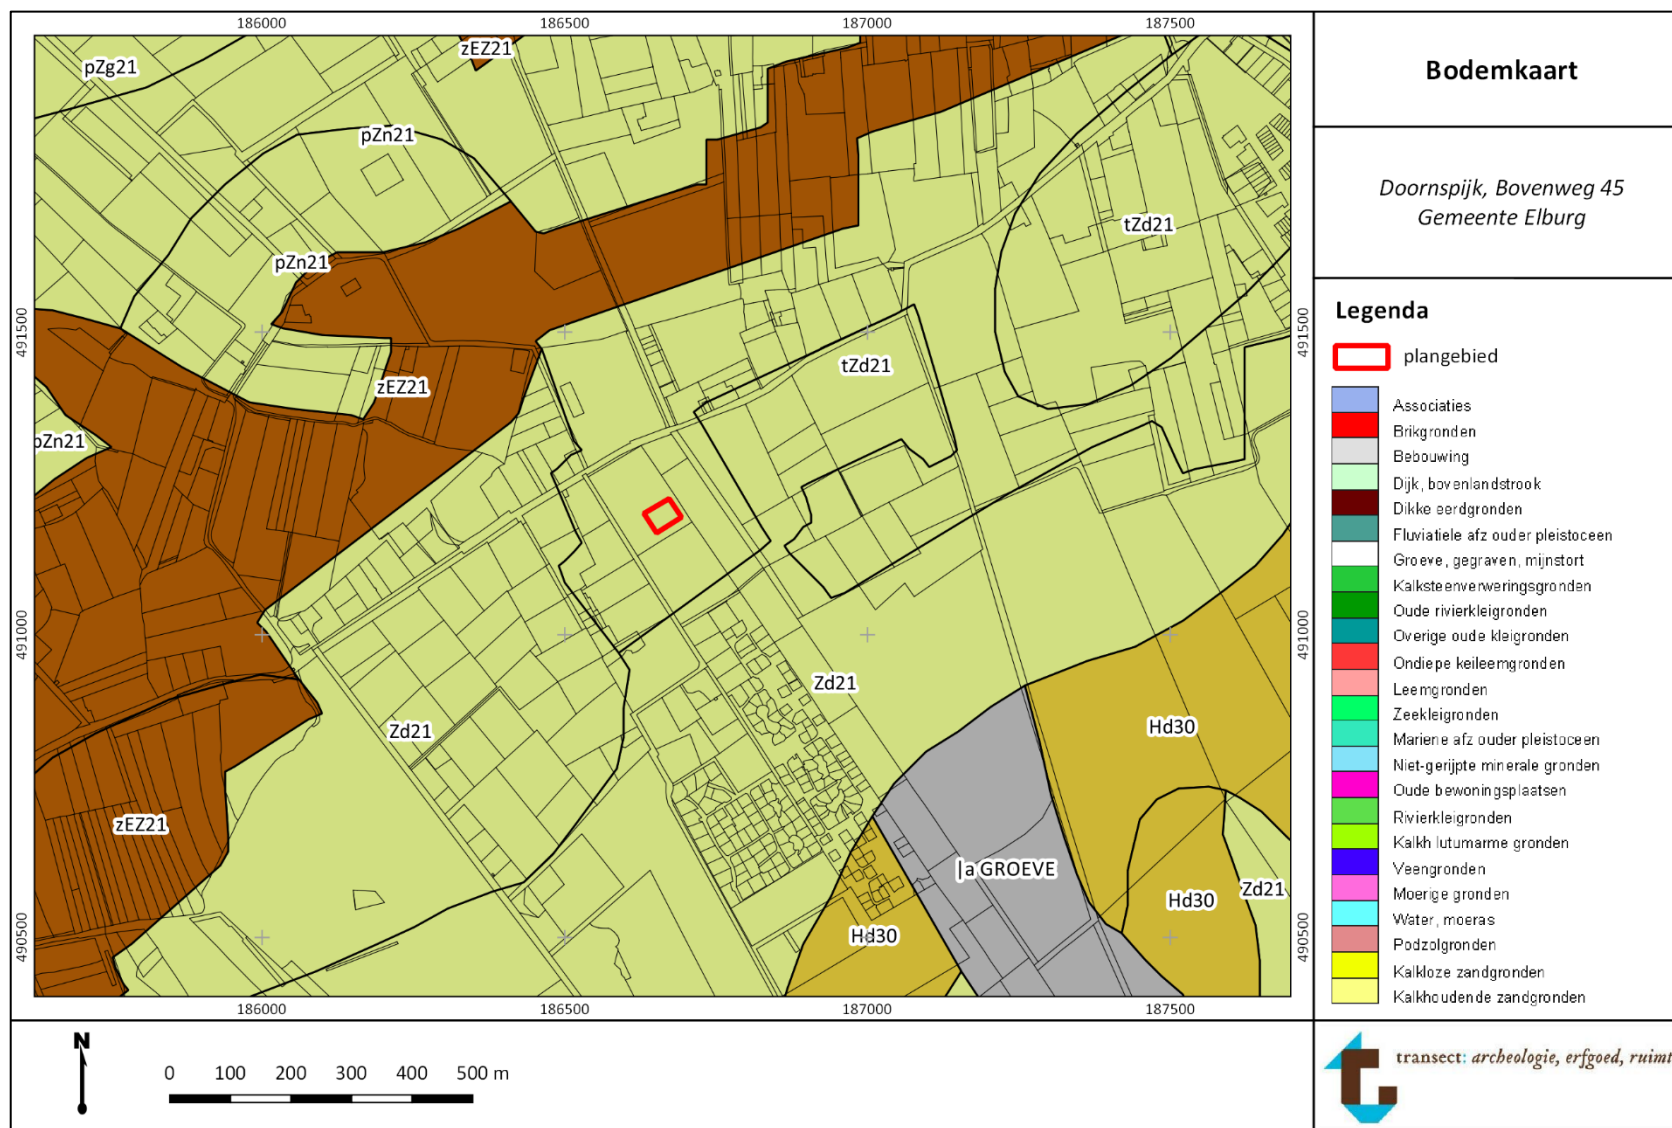 186000
186500
187000
187500
zEZ21
pZg21
pZn21
tZd21
pZn21
491500
491500
tZd21
zEZ21
pZn21
491000
491000
Zd21
Zd21
Hd30
zEZ21
|a GROEVE
Zd21
Hd30
Hd30
490500
490500
186000
186500
187000
187500
N
0 100 200 300 400 500 m
Bodemkaart
Doornspijk, Bovenweg 45
Gemeente Elburg
Legenda
plangebied
Associaties
Brikgronden
Bebouwing
Dijk, bovenlandstrook
Dikke eerdgronden
Fluviatiele afz ouder pleistoceen
Groeve, gegraven, mijnstort
Kalksteenverweringsgronden
Oude rivierkleigronden
Overige oude kleigronden
Ondiepe keileemgronden
Leemgronden
Zeekleigronden
Mariene afz ouder pleistoceen
Niet-gerijpte minerale gronden
Oude bewoningsplaatsen
Rivierkleigronden
Kalkh lutumarme gronden
Veengronden
Moerige gronden
Water, moeras
Podzolgronden
Kalkloze zandgronden
Kalkhoudende zandgronden
transect: archeologie, erfgoed, ruimt